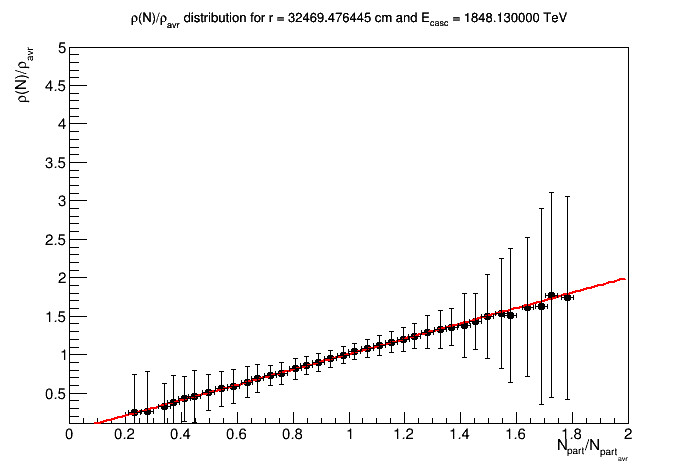 ρ(N)/ρavr distribution for r = 32469.476445 cm and Ecasc = 1848.130000 TeV
ρ(N)/ρavr
5
4.5
4
3.5
3
2.5
2
1.5
1
0.5
0 0.2 0.4 0.6 0.8 1 1.2 1.4 1.6 1.8 2
Npart/Npartavr